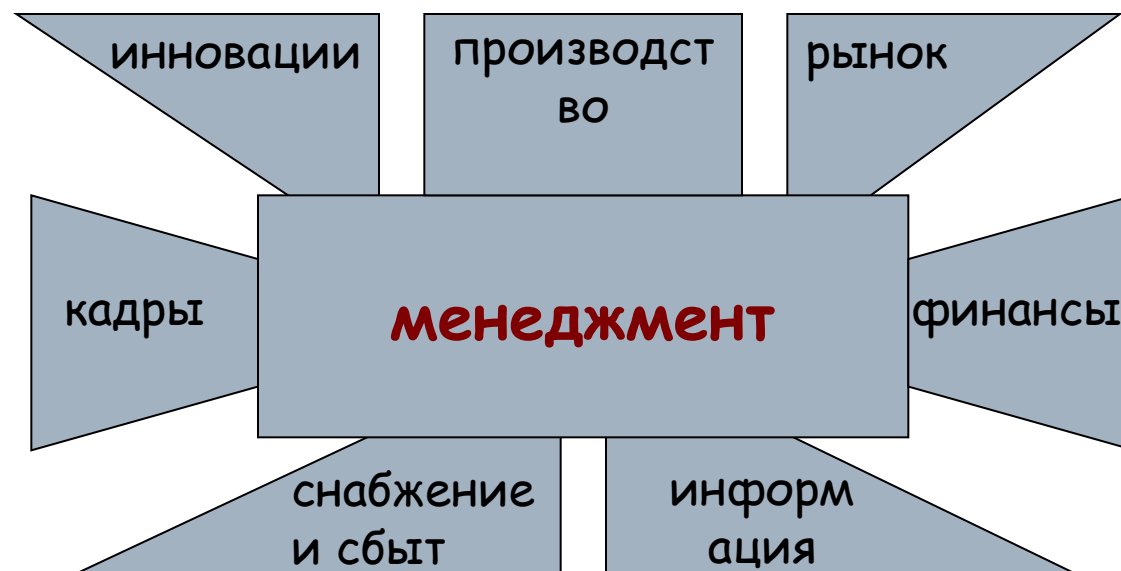 инновации
производст
во
рынок
кадры
менеджмент
финансы
снабжение
и сбыт
информ
ация